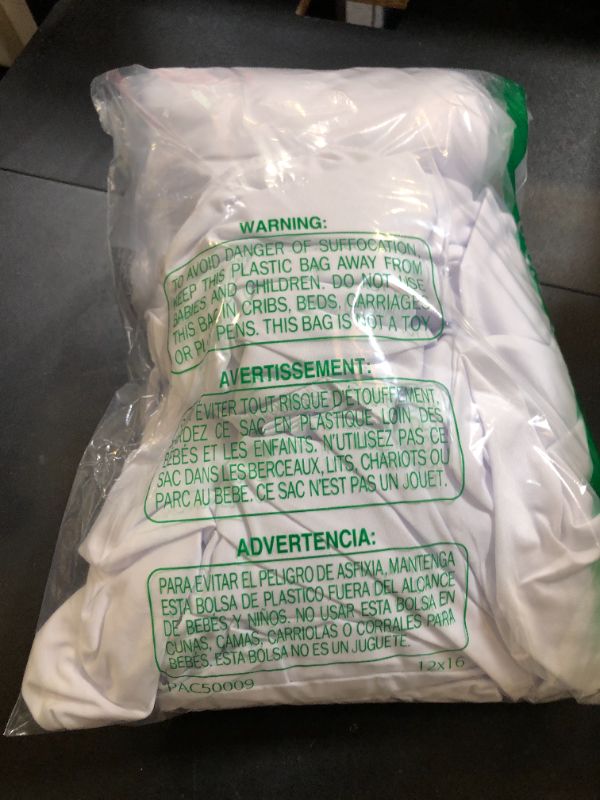 WARNING:
TO AVOID DANGER OF SUFFOCATION,
KEEP THIS PLASTIC BAG AWAY FROM
BABIES AND CHILDREN. DO NOT USE
THIS BAG IN CRIBS, BEDS, CARRIAGES
OR PENS. THIS BAG IS NOT A TOY
AVERTISSEMENT:
EVITER TOUT RISQUE D'ÉTOUFFEMENT,
CE SAC EN PLASTIQUE LOIN DES
BEBÉS ET LES ENFANTS. N'UTILISEZ PAS CE
SAC DANS LES BERCEAUX, LITS, CHARIOTS OU
PARC AU BEBE. CE SAC N'EST PAS UN JOUET.
ADVERTENCIA:
PARA EVITAR EL PELIGRO DE ASFIXIA, MANTENGA
ESTA BOLSA DE PLASTICO FUERA DEL ALCANCE
DE BEBES Y NIÑOS. NO USAR ESTA BOLSA EN
CUNAS, CAMAS, CARRIOLAS O CORRALES PARA
BEBÉS. ESTA BOLSA NO ES UN JUGUETE.
PAC50009 12x16